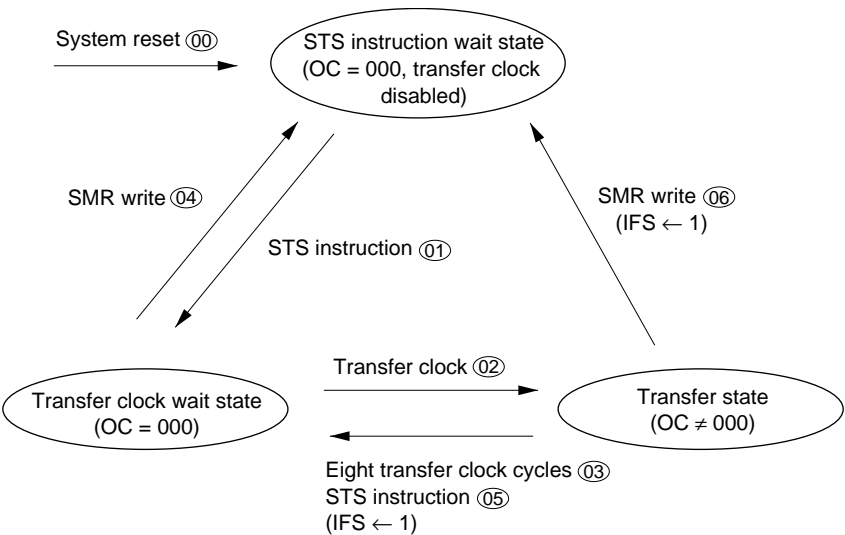 System reset 00
STS instruction wait state
(OC = 000, transfer clock
disabled)
SMR write 04
SMR write 06
(IFS ← 1)
STS instruction 01
Transfer clock 02
Transfer clock wait state
(OC = 000)
Transfer state
(OC ≠ 000)
Eight transfer clock cycles 03
STS instruction 05
(IFS ← 1)